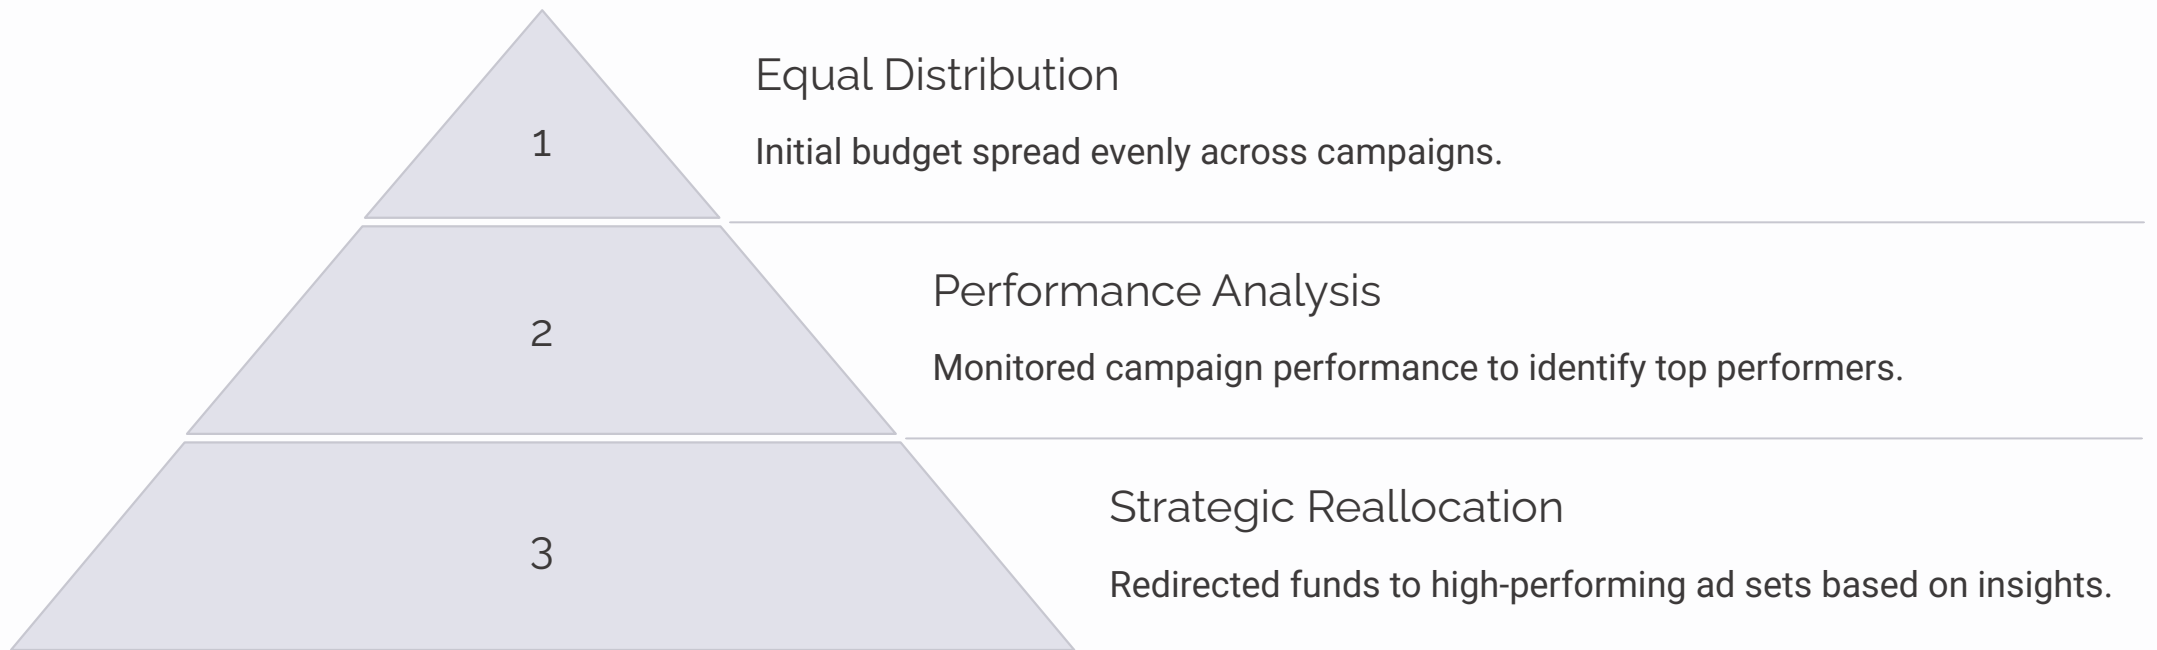 1
Equal Distribution
Initial budget spread evenly across campaigns.
2
Performance Analysis
Monitored campaign performance to identify top performers.
3
Strategic Reallocation
Redirected funds to high-performing ad sets based on insights.